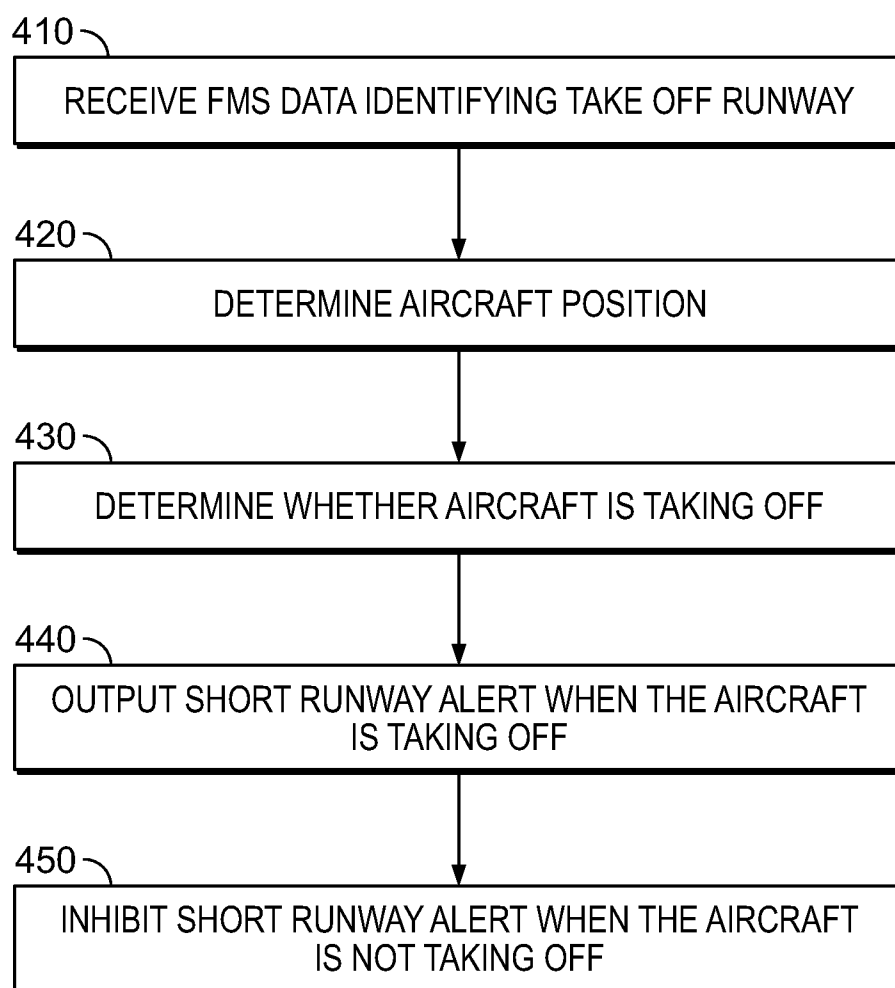 410
RECEIVE FMS DATA IDENTIFYING TAKE OFF RUNWAY
420
DETERMINE AIRCRAFT POSITION
430
DETERMINE WHETHER AIRCRAFT IS TAKING OFF
440
OUTPUT SHORT RUNWAY ALERT WHEN THE AIRCRAFT
IS TAKING OFF
450
INHIBIT SHORT RUNWAY ALERT WHEN THE AIRCRAFT
IS NOT TAKING OFF